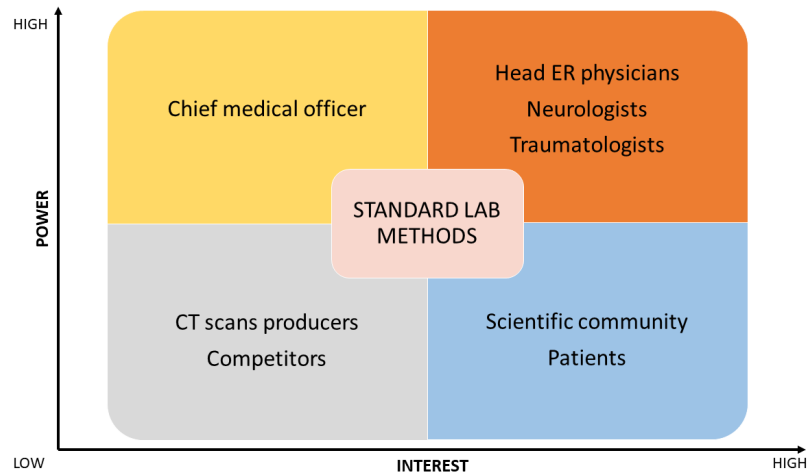 HIGH
Chief medical officer
Head ER physicians
Neurologists
Traumatologists
POWER
STANDARD LAB
METHODS
CT scans producers
Competitors
Scientific community
Patients
LOW
INTEREST
HIGH